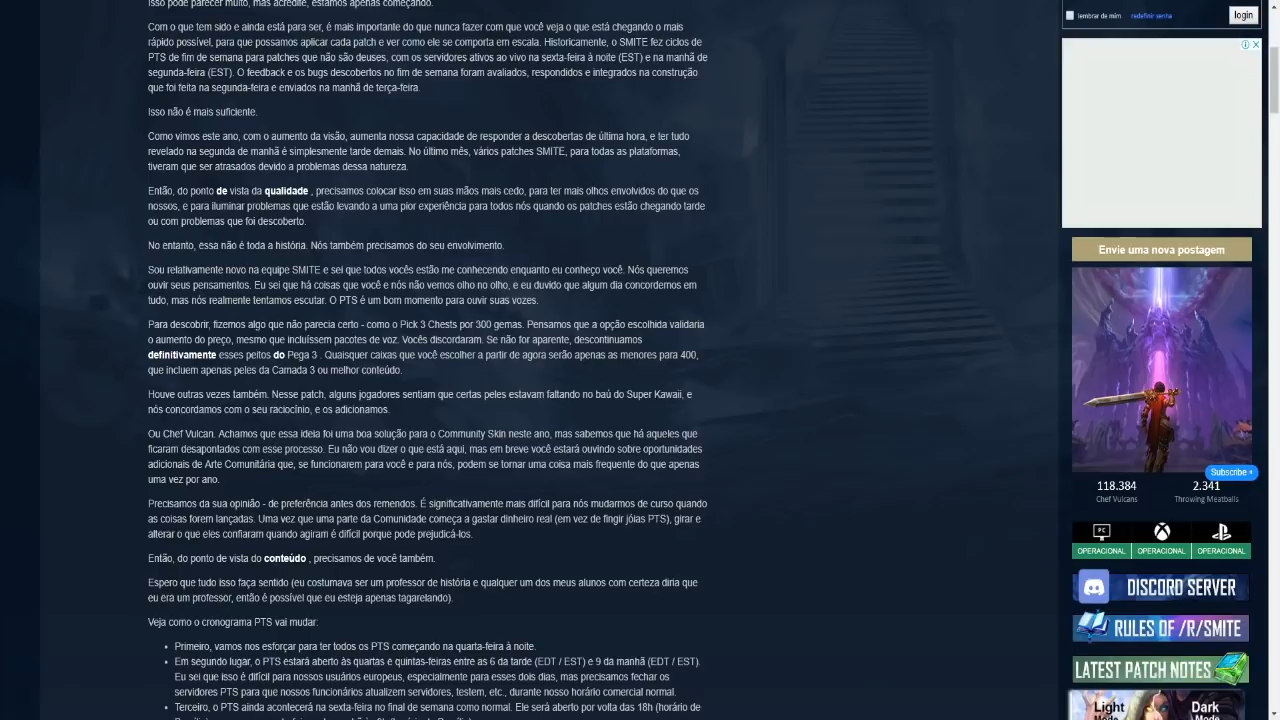 Isso pode parecer muito, mas acredite, estamos apenas começando.
Com o que tem sido e ainda está para ser, é mais importante do que nunca fazer com que você veja o que está chegando o mais
rápido possível, para que possamos aplicar cada patch e ver como ele se comporta em escala. Historicamente, o SMITE fez ciclos de
PTS de fim de semana para patches que não são deuses, com os servidores ativos ao vivo na sexta-feira à noite (EST) e na manhã de
segunda-feira (EST). O feedback e os bugs descobertos no fim de semana foram avaliados, respondidos e integrados na construção
que foi feita na segunda-feira e enviados na manhã de terça-feira.
Isso não é mais suficiente.
Como vimos este ano, com o aumento da visão, aumenta nossa capacidade de responder a descobertas de última hora, e ter tudo
revelado na segunda de manhã é simplesmente tarde demais. No último mês, vários patches SMITE, para todas as plataformas,
tiveram que ser atrasados devido a problemas dessa natureza.
Então, do ponto de vista da qualidade , precisamos colocar isso em suas mãos mais cedo, para ter mais olhos envolvidos do que os
nossos, e para iluminar problemas que estão levando a uma pior experiência para todos nós quando os patches estão chegando tarde
ou com problemas que foi descoberto.
No entanto, essa não é toda a história. Nós também precisamos do seu envolvimento.
Sou relativamente novo na equipe SMITE e sei que todos vocês estão me conhecendo enquanto eu conheço você. Nós queremos
ouvir seus pensamentos. Eu sei que há coisas que você e nós não vemos olho no olho, e eu duvido que algum dia concordemos em
tudo, mas nós realmente tentamos escutar. O PTS é um bom momento para ouvir suas vozes.
Para descobrir, fizemos algo que não parecia certo - como o Pick 3 Chests por 300 gemas. Pensamos que a opção escolhida validaria
o aumento do preço, mesmo que incluíssem pacotes de voz. Vocês discordaram. Se não for aparente, descontinuamos
definitivamente esses peitos do Pega 3 . Quaisquer caixas que você escolher a partir de agora serão apenas as menores para 400,
que incluem apenas peles da Camada 3 ou melhor conteúdo.
Houve outras vezes também. Nesse patch, alguns jogadores sentiam que certas peles estavam faltando no baú do Super Kawaii, e
nós concordamos com o seu raciocínio, e os adicionamos.
Ou Chef Vulcan. Achamos que essa ideia foi uma boa solução para o Community Skin neste ano, mas sabemos que há aqueles que
ficaram desapontados com esse processo. Eu não vou dizer o que está aqui, mas em breve você estará ouvindo sobre oportunidades
adicionais de Arte Comunitária que, se funcionarem para você e para nós, podem se tornar uma coisa mais frequente do que apenas
uma vez por ano.
Precisamos da sua opinião - de preferência antes dos remendos. É significativamente mais difícil para nós mudarmos de curso quando
as coisas forem lançadas. Uma vez que uma parte da Comunidade começa a gastar dinheiro real (em vez de fingir jóias PTS), girar e
alterar o que eles confiaram quando agiram é difícil porque pode prejudicá-los.
Então, do ponto de vista do conteúdo , precisamos de você também.
Espero que tudo isso faça sentido (eu costumava ser um professor de história e qualquer um dos meus alunos com certeza diria que
eu era um professor, então é possível que eu esteja apenas tagarelando).
Veja como o cronograma PTS vai mudar:
• Primeiro, vamos nos esforçar para ter todos os PTS começando na quarta-feira à noite.
• Em segundo lugar, o PTS estará aberto às quartas e quintas-feiras entre as 6 da tarde (EDT / EST) e 9 da manhã (EDT / EST).
Eu sei que isso é difícil para nossos usuários europeus, especialmente para esses dois dias, mas precisamos fechar os
servidores PTS para que nossos funcionários atualizem servidores, testem, etc., durante nosso horário comercial normal.
• Terceiro, o PTS ainda acontecerá na sexta-feira no final de semana como normal. Ele será aberto por volta das 18h (horário de
lembrar de mim
redefinir senha
login
Envie uma nova postagem
Subscribe +
118.384
2.341
Chef Vulcans
Throwing Meatballs
PC
OPERACIONAL
OPERACIONAL
OPERACIONAL
DISCORD SERVER
RULES OF /R/SMITE
LATEST PATCH NOTES
Light
Mode
Dark
Mode